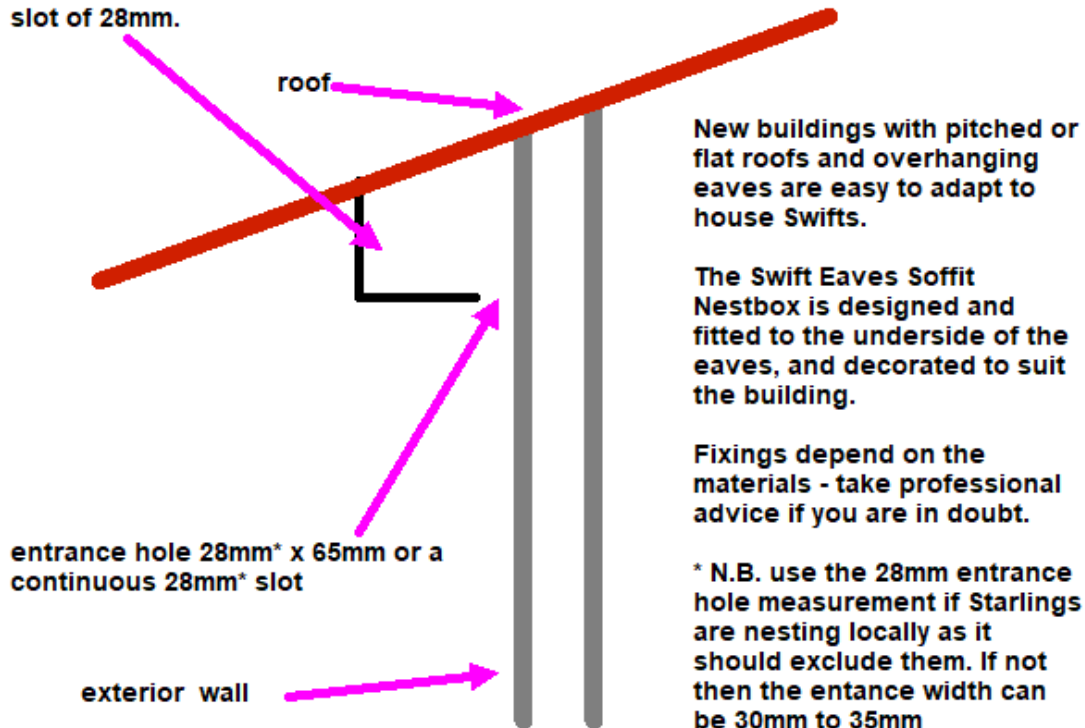 slot of 28mm.
roof
New buildings with pitched or
flat roofs and overhanging
eaves are easy to adapt to
house Swifts.
The Swift Eaves Soffit
Nestbox is designed and
fitted to the underside of the
eaves, and decorated to suit
the building.
Fixings depend on the
materials - take professional
advice if you are in doubt.
entrance hole 28mm* x 65mm or a
continuous 28mm* slot
* N.B. use the 28mm entrance
hole measurement if Starlings
are nesting locally as it
should exclude them. If not
then the entance width can
be 30mm to 35mm
exterior wall